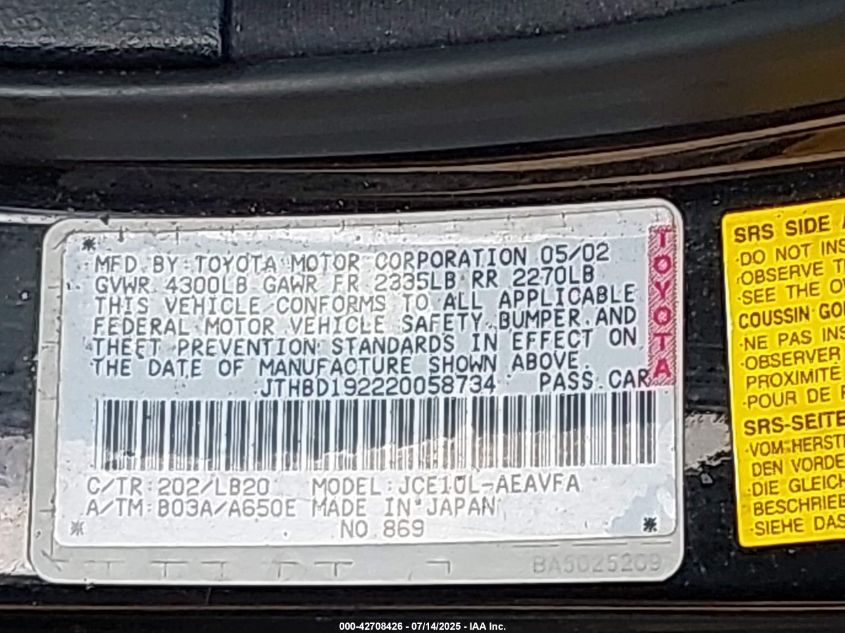 MFD. BY TOYOTA MOTOR CORPORATION 05/02
GVWR 4300LB GAWR FR 2335LB RR 2270LB
THIS VEHICLE CONFORMS TO ALL APPLICABLE
FEDERAL MOTOR VEHICLE SAFETY, BUMPER, AND
THEFT PREVENTION STANDARDS IN EFFECT ON
THE DATE OF MANUFACTURE SHOWN ABOVE.
JTHBD192220058734 PASS.CAR
TOYOTA
C/TR:202/LB20 MODEL:JCE10L-AEAVFA
A/TM:B03A/A650E MADE IN JAPAN
NO 869
BA5025209
SRS SIDE
·DO NOT
·OBSERVE
·SEE THE
COUSSIN
·NE PAS
·OBSERVER
PROXIMITÉ
·POUR DE
SRS-SEITE
·VOM
DEN VORDE
DIE GLEICH
BESCHRIEB
·SIEHE DAS
000-42708426 - 07/14/2025 - IAA Inc.